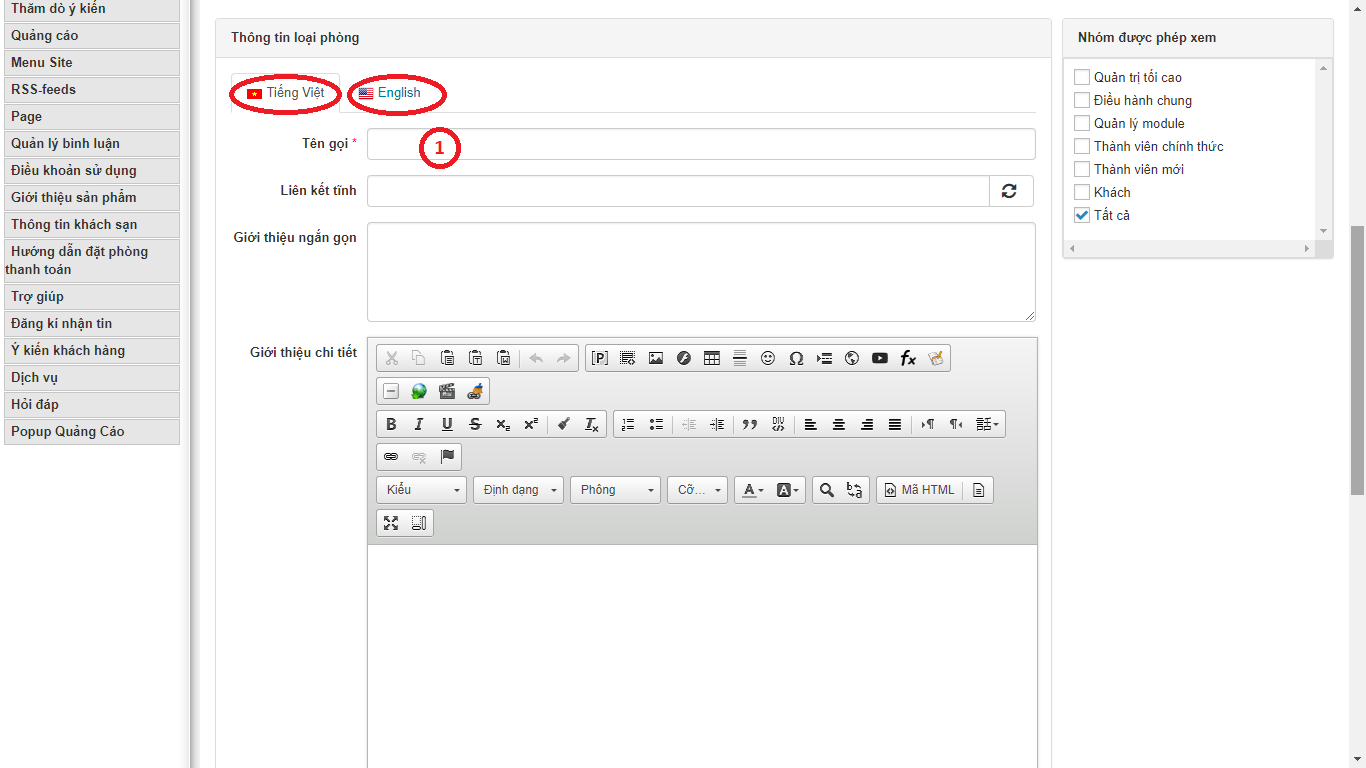 Thăm dò ý kiến
Quảng cáo
Menu Site
RSS-feeds
Page
Quản lý bình luận
Điều khoản sử dụng
Giới thiệu sản phẩm
Thông tin khách sạn
Hướng dẫn đặt phòng
thanh toán
Trợ giúp
Đăng kí nhận tin
Ý kiến khách hàng
Dịch vụ
Hỏi đáp
Popup Quảng Cáo
Thông tin loại phòng
Tiếng Việt English
Tên gọi * 1
Liên kết tĩnh
Giới thiệu ngắn gọn
Giới thiệu chi tiết
Kiểu Định dạng Phông Cỡ... Mã HTML
Nhóm được phép xem
Quản trị tối cao
Điều hành chung
Quản lý module
Thành viên chính thức
Thành viên mới
Khách
Tất cả